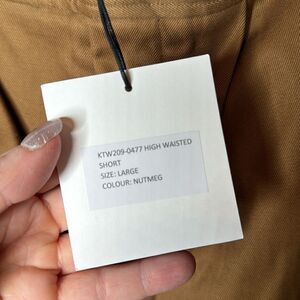 KTW209-0477 HIGH WAISTED
SHORT
SIZE: LARGE
COLOUR: NUTMEG